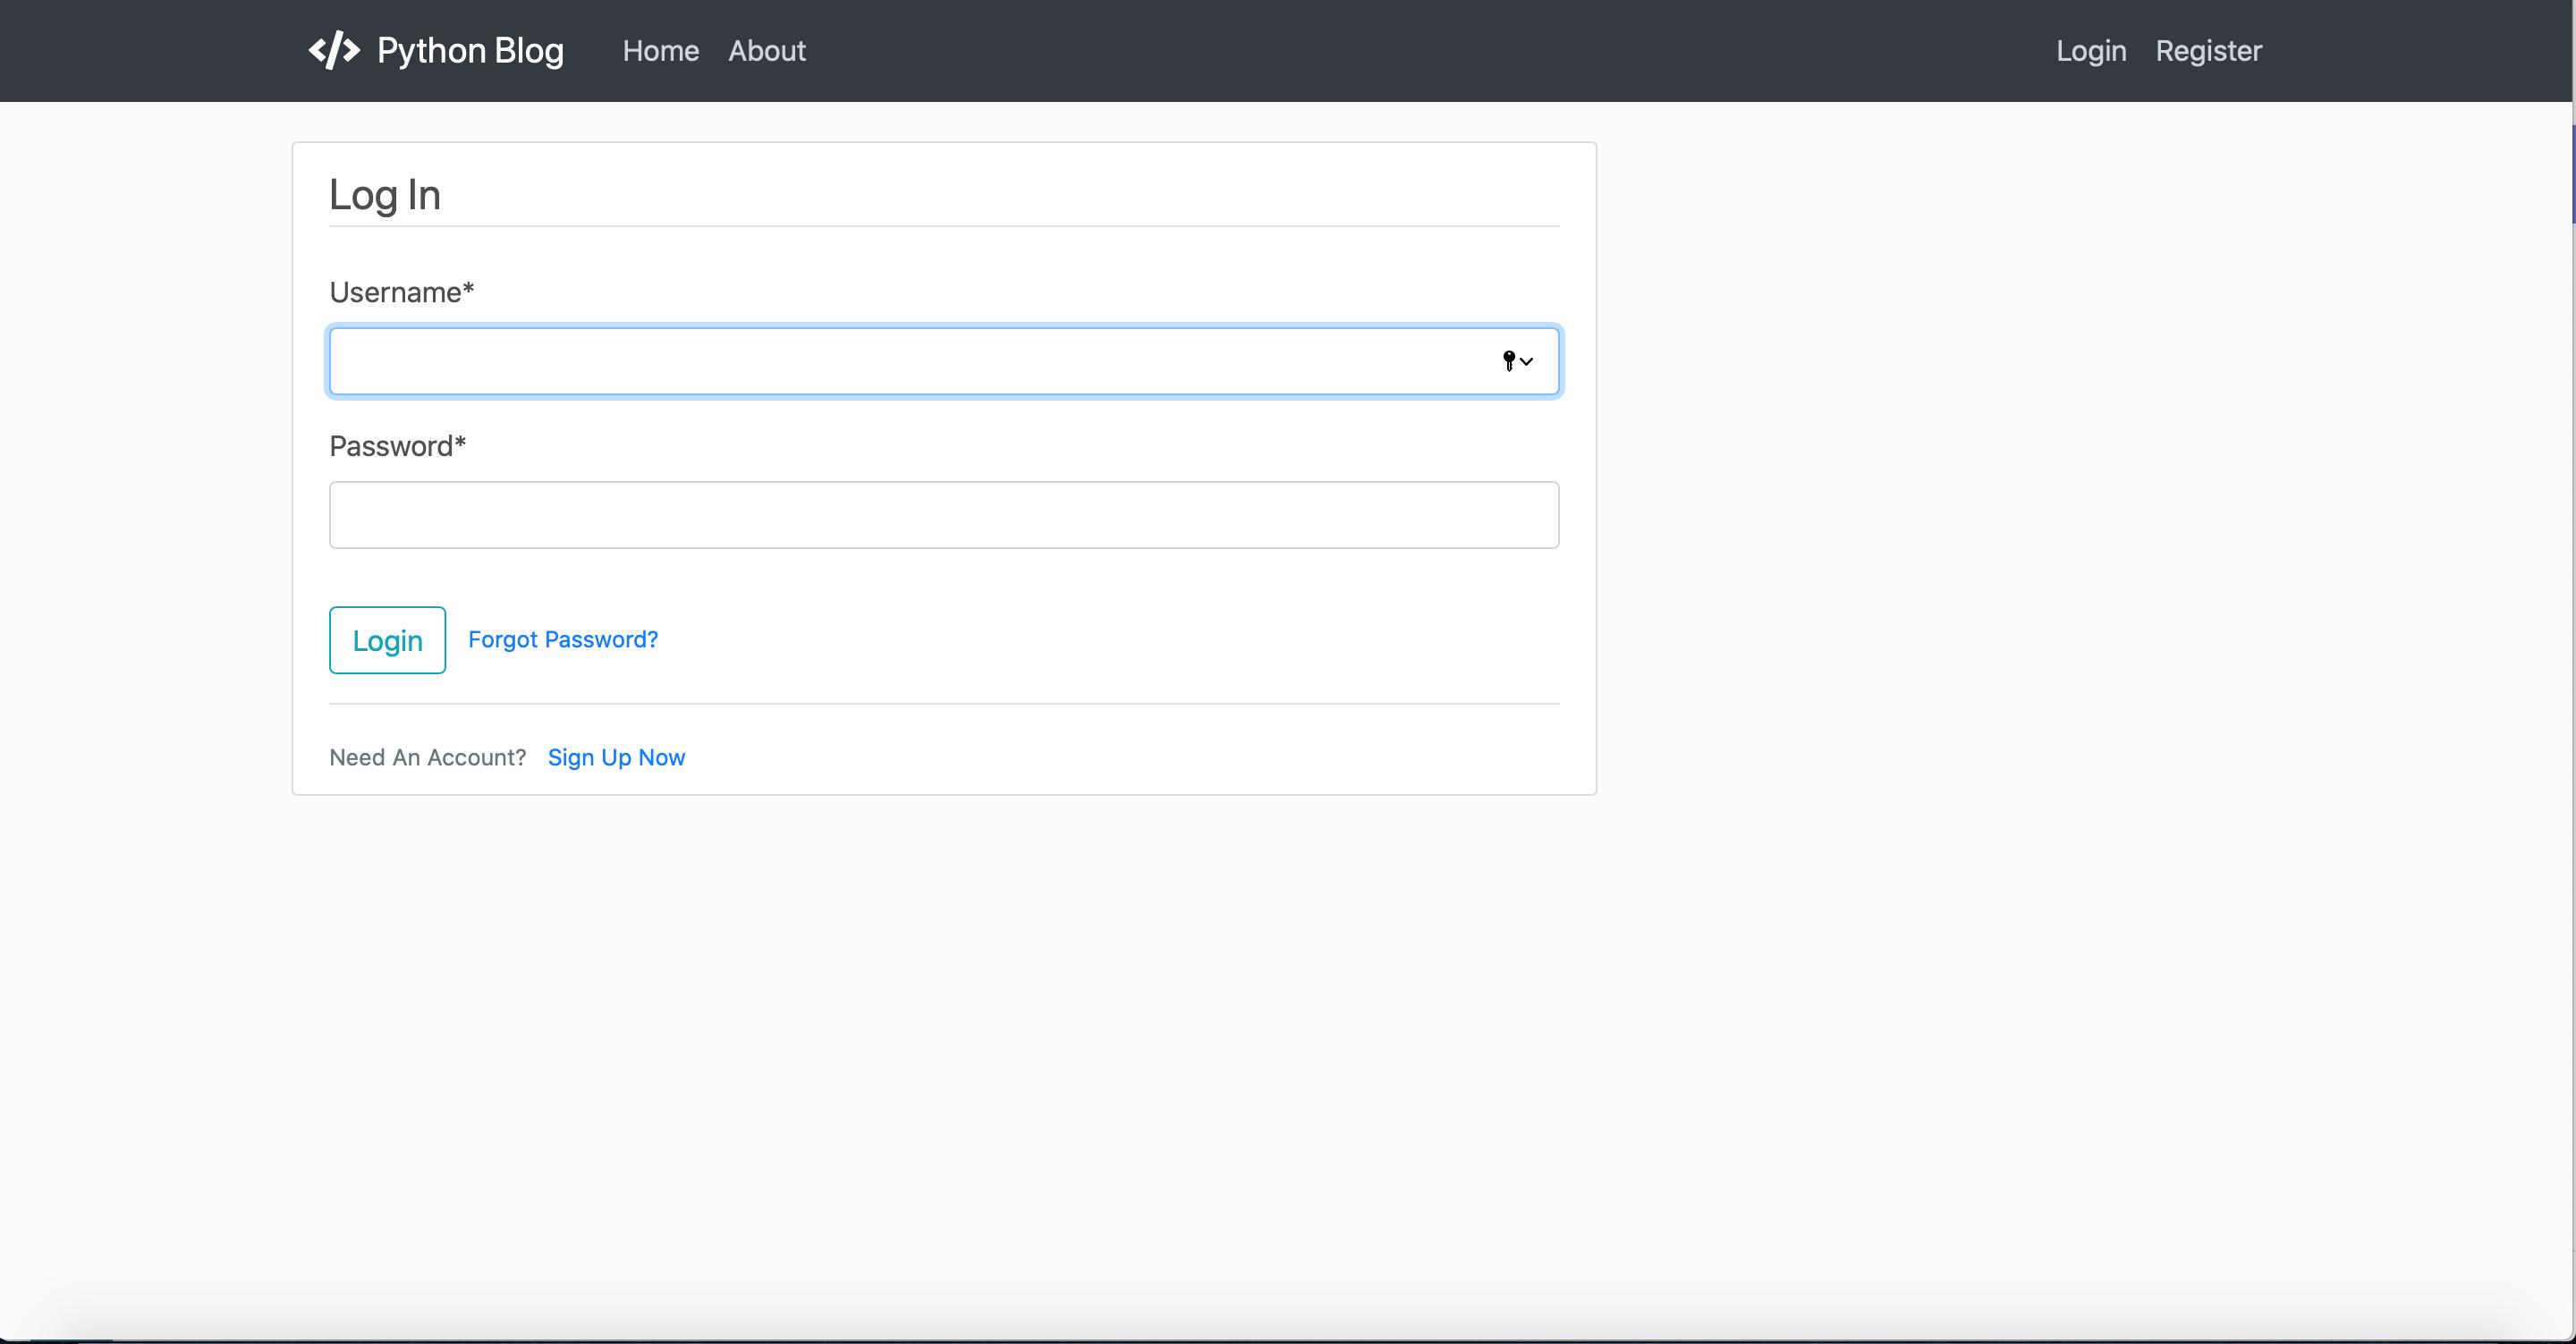 </> Python Blog Home About Login Register
Log In
Username*
Password*
Login Forgot Password?
Need An Account? Sign Up Now